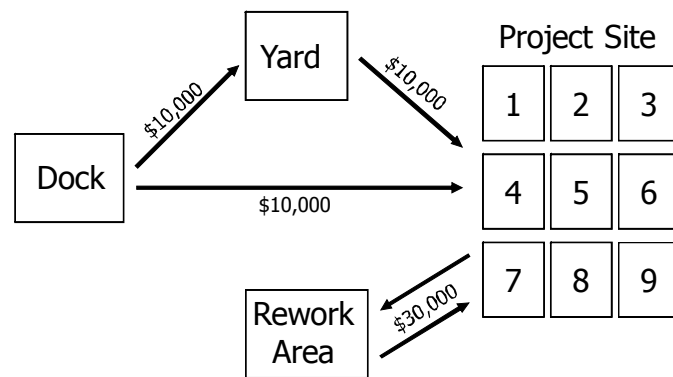 Yard
Project Site
$10,000
$10,000
1 2 3
Dock
$10,000
4 5 6
7 8 9
Rework
Area
$30,000